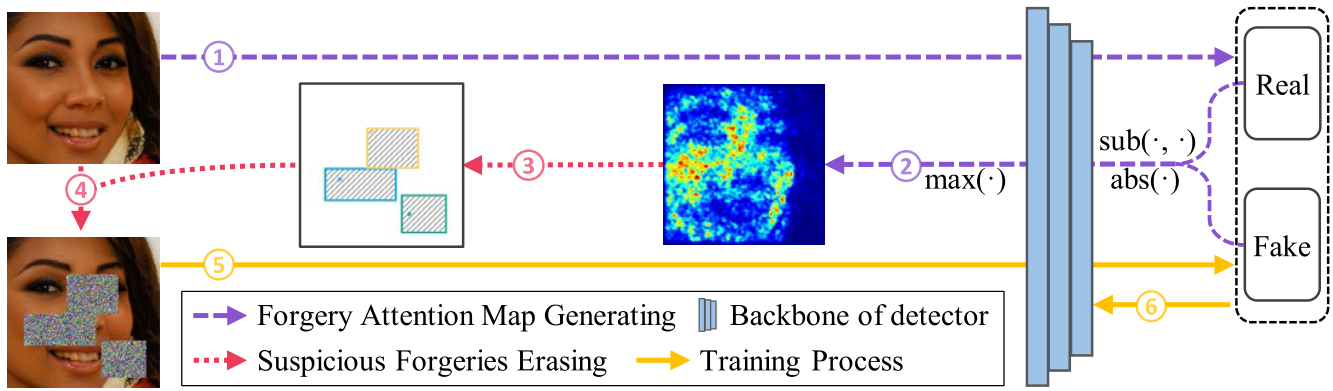 1
Real
sub(·, ·)
3
2
4
max(·)
abs(·)
5
Fake
6
Forgery Attention Map Generating
Backbone of detector
Suspicious Forgeries Erasing
Training Process